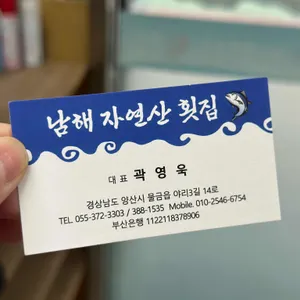 남해 자연산 횟집
대표 곽영욱
경상남도 양산시 물금읍 야리3길 14로
TEL. 055-372-3303 / 388-1535 Mobile. 010-2546-6754
부산은행 1122118378906